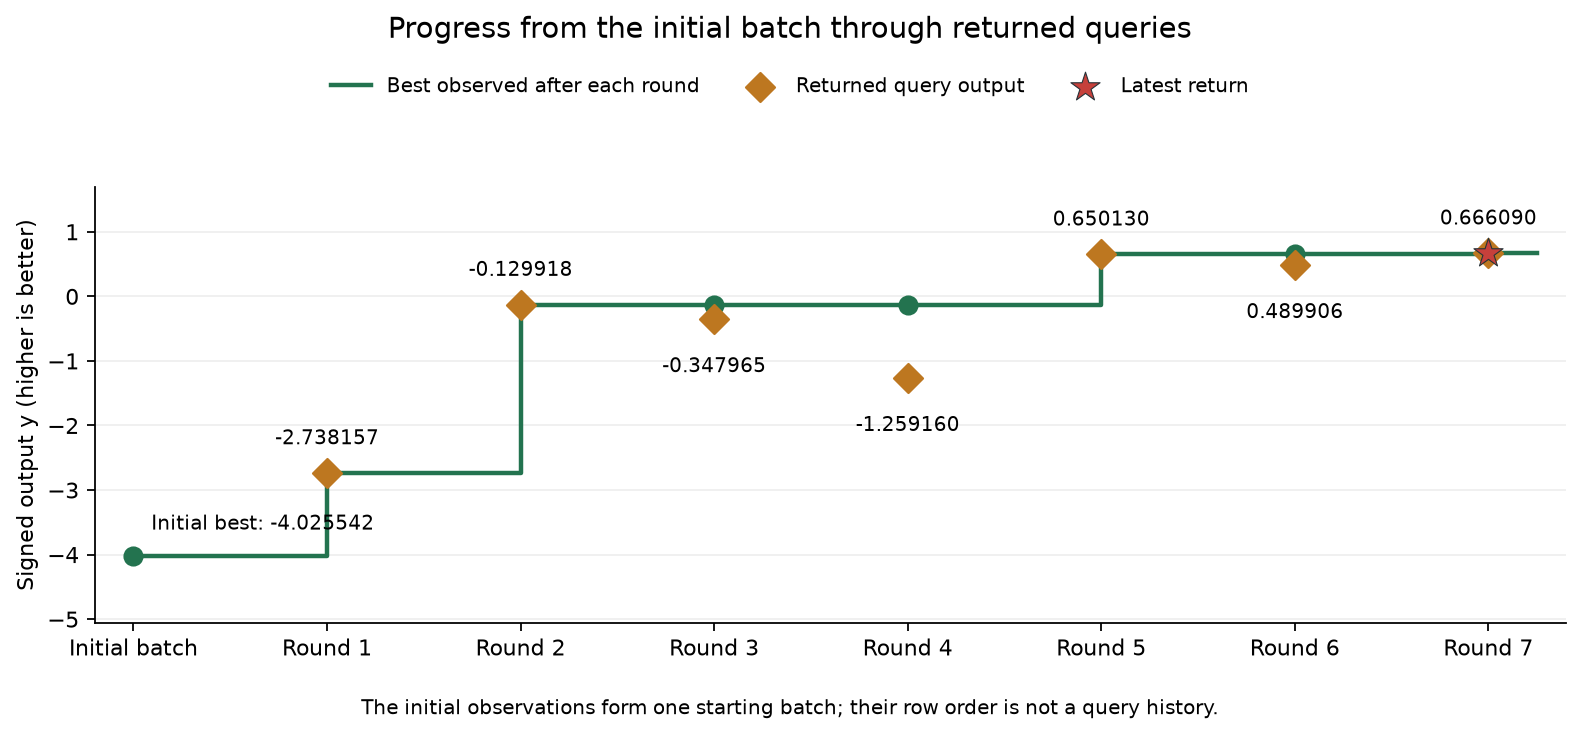 Progress from the initial batch through returned queries
Best observed after each round
Returned query output
Latest return
Signed output y (higher is better)
1
0
−1
−2
−3
−4
−5
Initial best: -4.025542
-2.738157
-0.129918
-0.347965
-1.259160
0.650130
0.489906
0.666090
Initial batch
Round 1
Round 2
Round 3
Round 4
Round 5
Round 6
Round 7
The initial observations form one starting batch; their row order is not a query history.